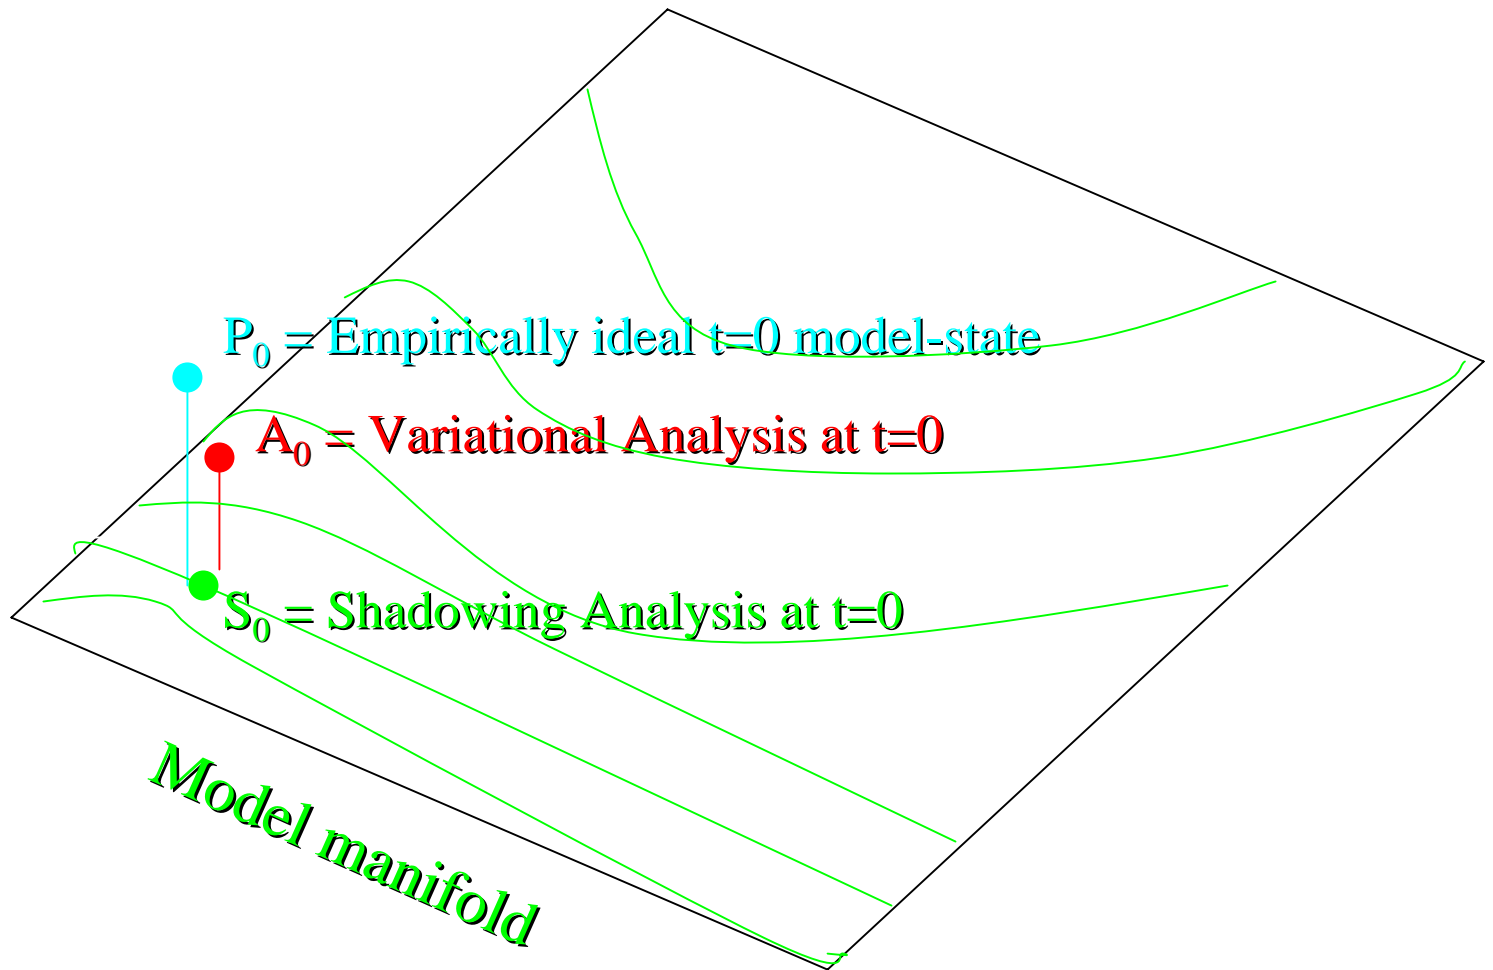 P₀ = Empirically ideal t=0 model-state
A₀ = Variational Analysis at t=0
S₀ = Shadowing Analysis at t=0
Model manifold